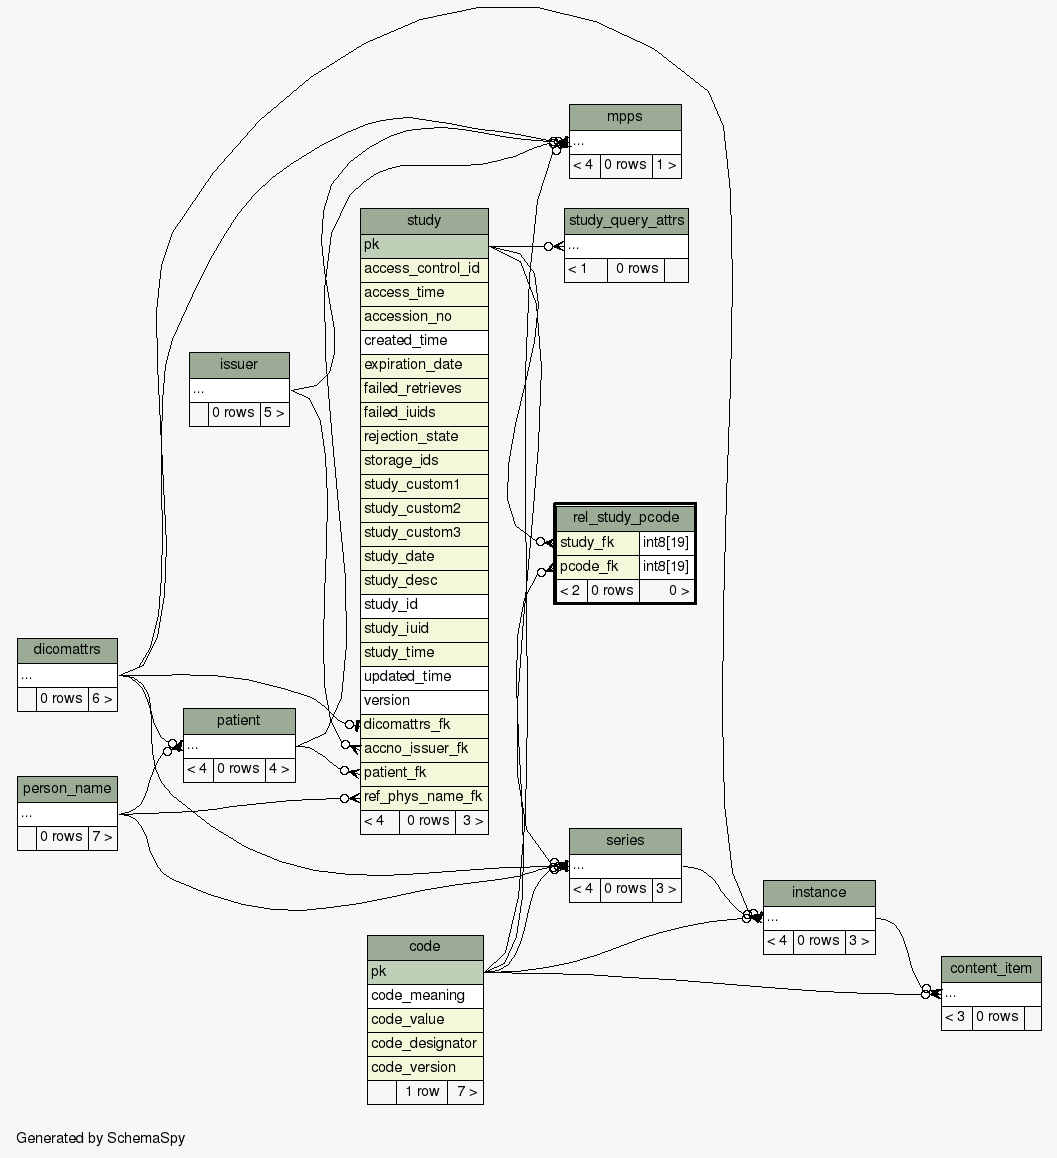 mpps
...
< 4 0 rows 1 >
study
pk
access_control_id
access_time
accession_no
created_time
expiration_date
failed_retrieves
failed_iuids
rejection_state
storage_ids
study_custom1
study_custom2
study_custom3
study_date
study_desc
study_id
study_iuid
study_time
updated_time
version
dicomattrs_fk
accno_issuer_fk
patient_fk
ref_phys_name_fk
< 4 0 rows 3 >
study_query_attrs
...
< 1 0 rows
issuer
...
0 rows 5 >
rel_study_pcode
study_fk int8[19]
pcode_fk int8[19]
< 2 0 rows 0 >
dicomattrs
...
0 rows 6 >
patient
...
< 4 0 rows 4 >
person_name
...
0 rows 7 >
series
...
< 4 0 rows 3 >
instance
...
< 4 0 rows 3 >
code
pk
code_meaning
code_value
code_designator
code_version
1 row 7 >
content_item
...
< 3 0 rows
Generated by SchemaSpy